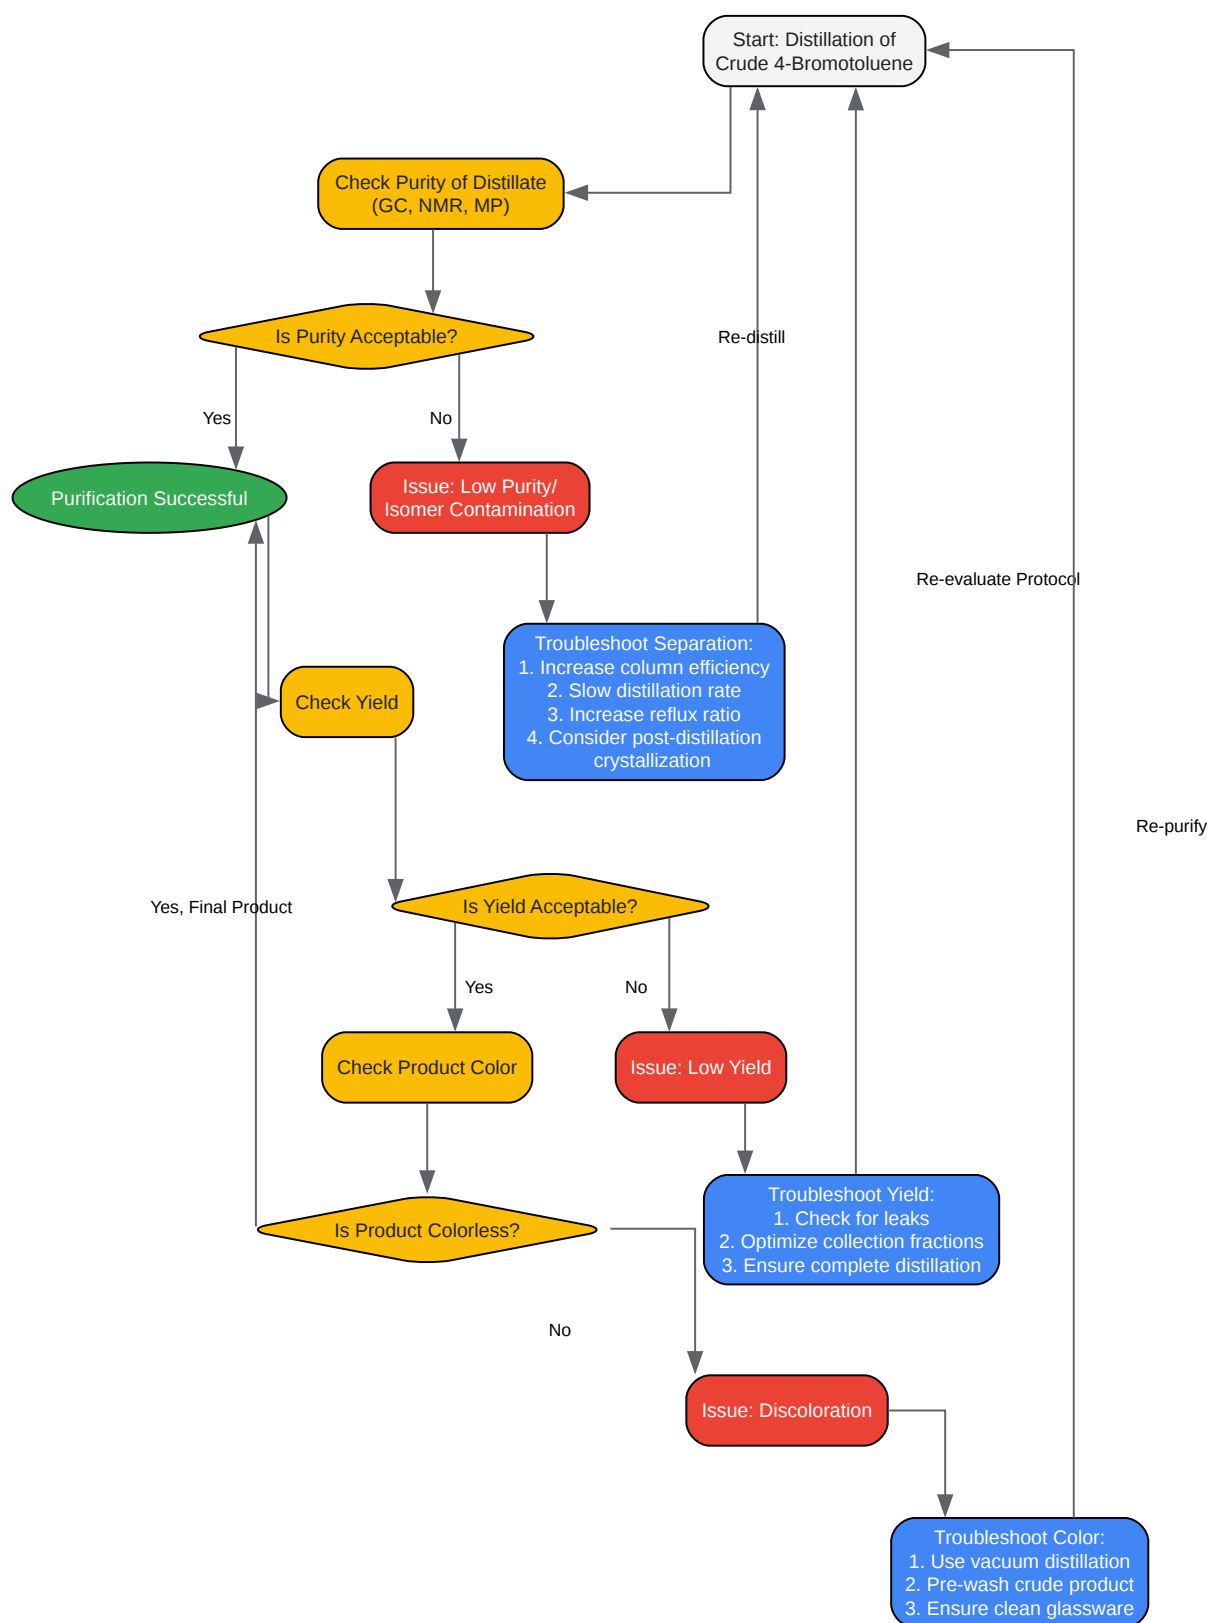 Start: Distillation of
Crude 4-Bromotoluene
Check Purity of Distillate
(GC, NMR, MP)
Is Purity Acceptable?
Re-distill
Yes
No
Purification Successful
Issue: Low Purity/
Isomer Contamination
Re-evaluate Protocol
Troubleshoot Separation:
1. Increase column efficiency
2. Slow distillation rate
3. Increase reflux ratio
4. Consider post-distillation
crystallization
Check Yield
Re-purify
Yes, Final Product
Is Yield Acceptable?
Yes
No
Check Product Color
Issue: Low Yield
Troubleshoot Yield:
1. Check for leaks
2. Optimize collection fractions
3. Ensure complete distillation
Is Product Colorless?
No
Issue: Discoloration
Troubleshoot Color:
1. Use vacuum distillation
2. Pre-wash crude product
3. Ensure clean glassware